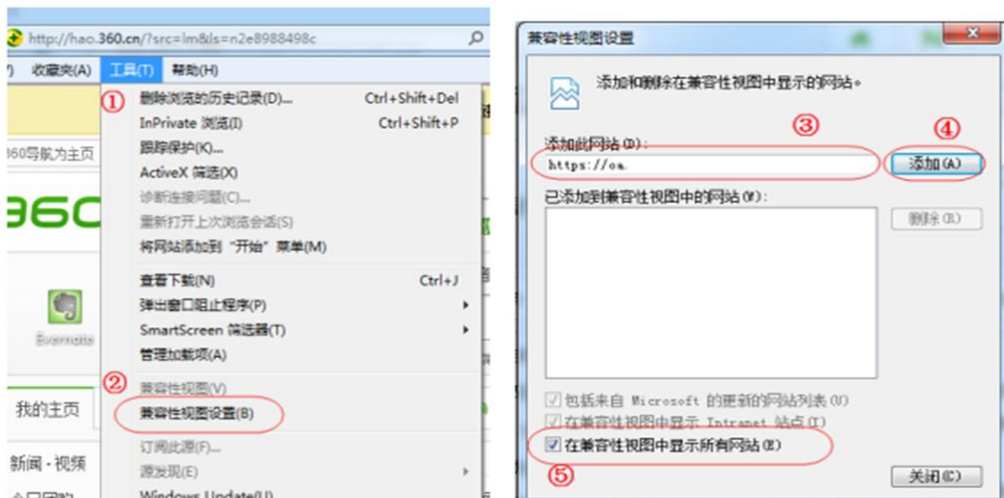 http://hao.360.cn/?src=lm&ls=n2e8988498c
收藏夹(A) 工具(T) 帮助(H)
①
删除浏览的历史记录(D)... Ctrl+Shift+Del
InPrivate 浏览(I) Ctrl+Shift+P
跟踪保护(K)...
ActiveX 筛选(X)
诊断连接问题(C)...
重新打开上次浏览会话(S)
将网站添加到“开始”菜单(M)
查看下载(N) Ctrl+J
弹出窗口阻止程序(P)
SmartScreen 筛选器(T)
管理加载项(A)
②
兼容性视图(V)
兼容性视图设置(B)
订阅此源(F)...
源发现(E)
Windows Update(U)
360导航为主页
360
Evernote
我的主页
新闻·视频
今日团购
兼容性视图设置
添加和删除在兼容性视图中显示的网站。
③ ④
添加此网站(D):
https://oa. 添加(A)
已添加到兼容性视图中的网站(W):
删除(R)
包括来自 Microsoft 的更新的网站列表(U)
在兼容性视图中显示 Intranet 站点(I)
在兼容性视图中显示所有网站(E)
⑤
关闭(C)